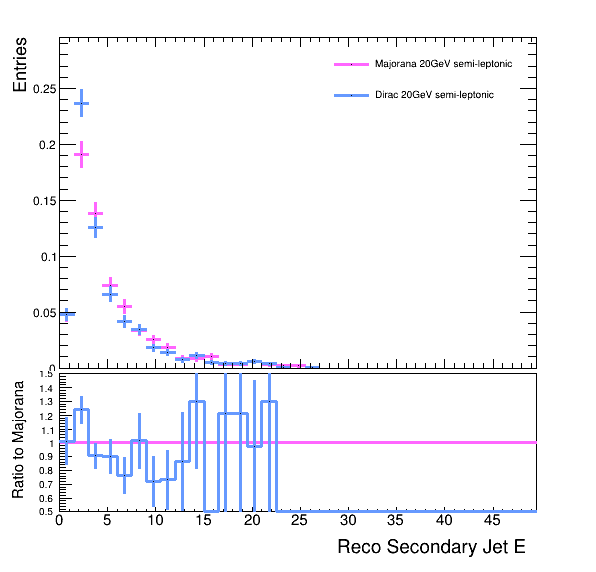 Entries
Majorana 20GeV semi-leptonic
Dirac 20GeV semi-leptonic
0.25
0.2
0.15
0.1
0.05
0
Ratio to Majorana
1.5
1.4
1.3
1.2
1.1
1
0.9
0.8
0.7
0.6
0.5
0 5 10 15 20 25 30 35 40 45
Reco Secondary Jet E